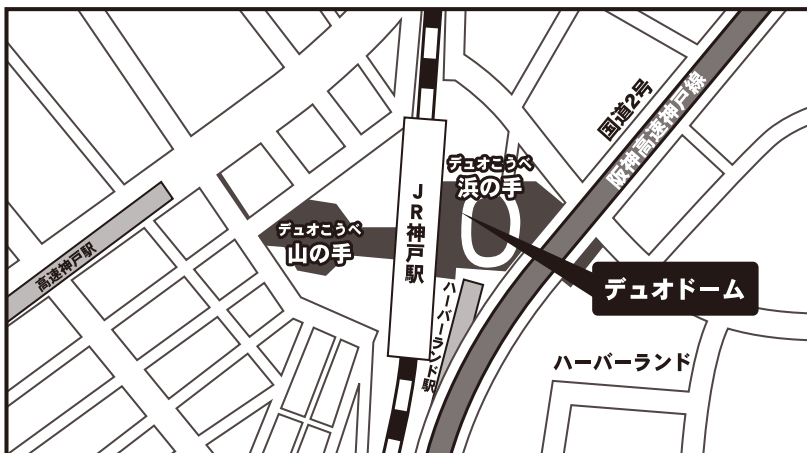 国道2号
阪神高速神戸線
デュオこうべ
浜の手
JR神戸駅
デュオこうべ
山の手
高速神戸駅
デュオドーム
ハーバーランド駅
ハーバーランド